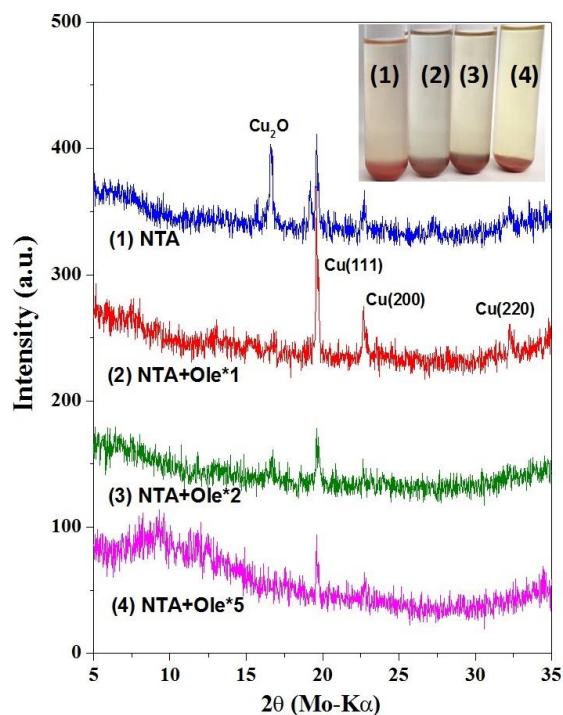 500
400
300
200
100
0
Intensity (a.u.)
(1) (2) (3) (4)
Cu₂O
(1) NTA
Cu(111)
Cu(200)
Cu(220)
(2) NTA+Ole*1
(3) NTA+Ole*2
(4) NTA+Ole*5
5 10 15 20 25 30 35
2θ (Mo-Kα)